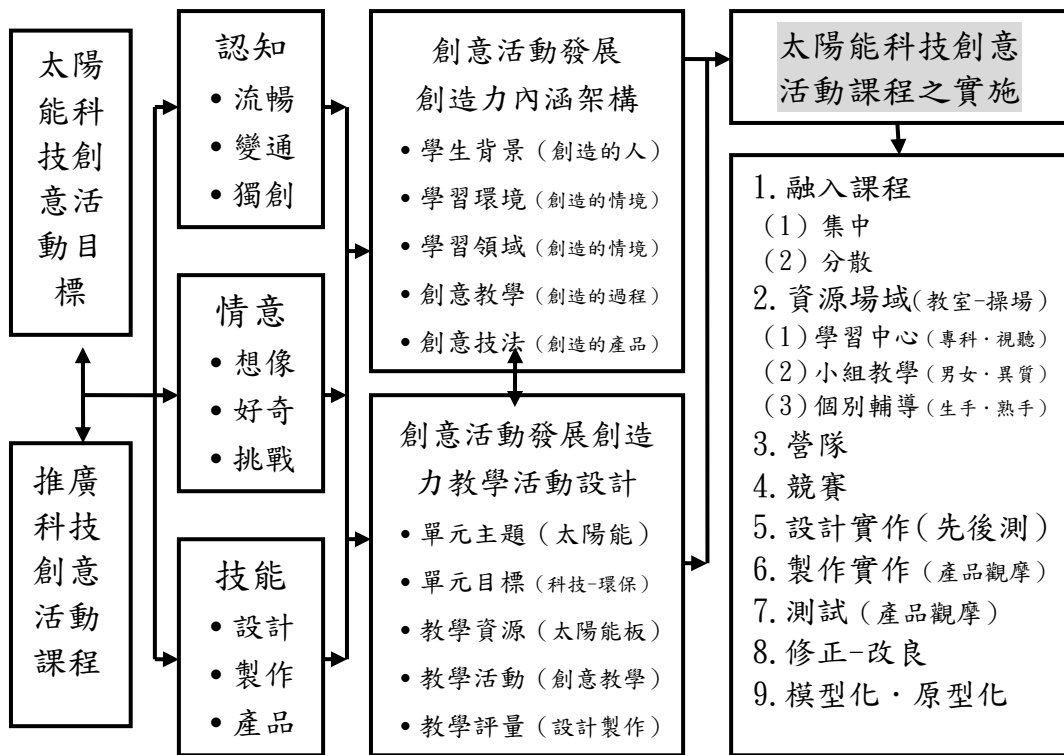 太陽
能科
技創
意活
動目
標
推廣
科技
創意
活動
課程
認知
• 流暢
• 變通
• 獨創
情意
• 想像
• 好奇
• 挑戰
技能
• 設計
• 製作
• 產品
創意活動發展
創造力內涵架構
• 學生背景（創造的人）
• 學習環境（創造的情境）
• 學習領域（創造的情境）
• 創意教學（創造的過程）
• 創意技法（創造的產品）
創意活動發展創造
力教學活動設計
• 單元主題（太陽能）
• 單元目標（科技-環保）
• 教學資源（太陽能板）
• 教學活動（創意教學）
• 教學評量（設計製作）
太陽能科技創意
活動課程之實施
1.融入課程
（1）集中
（2）分散
2.資源場域(教室-操場)
（1）學習中心（專科．視聽）
（2）小組教學（男女．異質）
（3）個別輔導（生手．熟手）
3.營隊
4.競賽
5.設計實作(先後測)
6.製作實作（產品觀摩）
7.測試（產品觀摩）
8.修正-改良
9.模型化．原型化